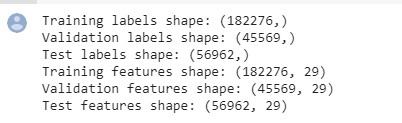 Training labels shape: (182276,)
Validation labels shape: (45569,)
Test labels shape: (56962,)
Training features shape: (182276, 29)
Validation features shape: (45569, 29)
Test features shape: (56962, 29)